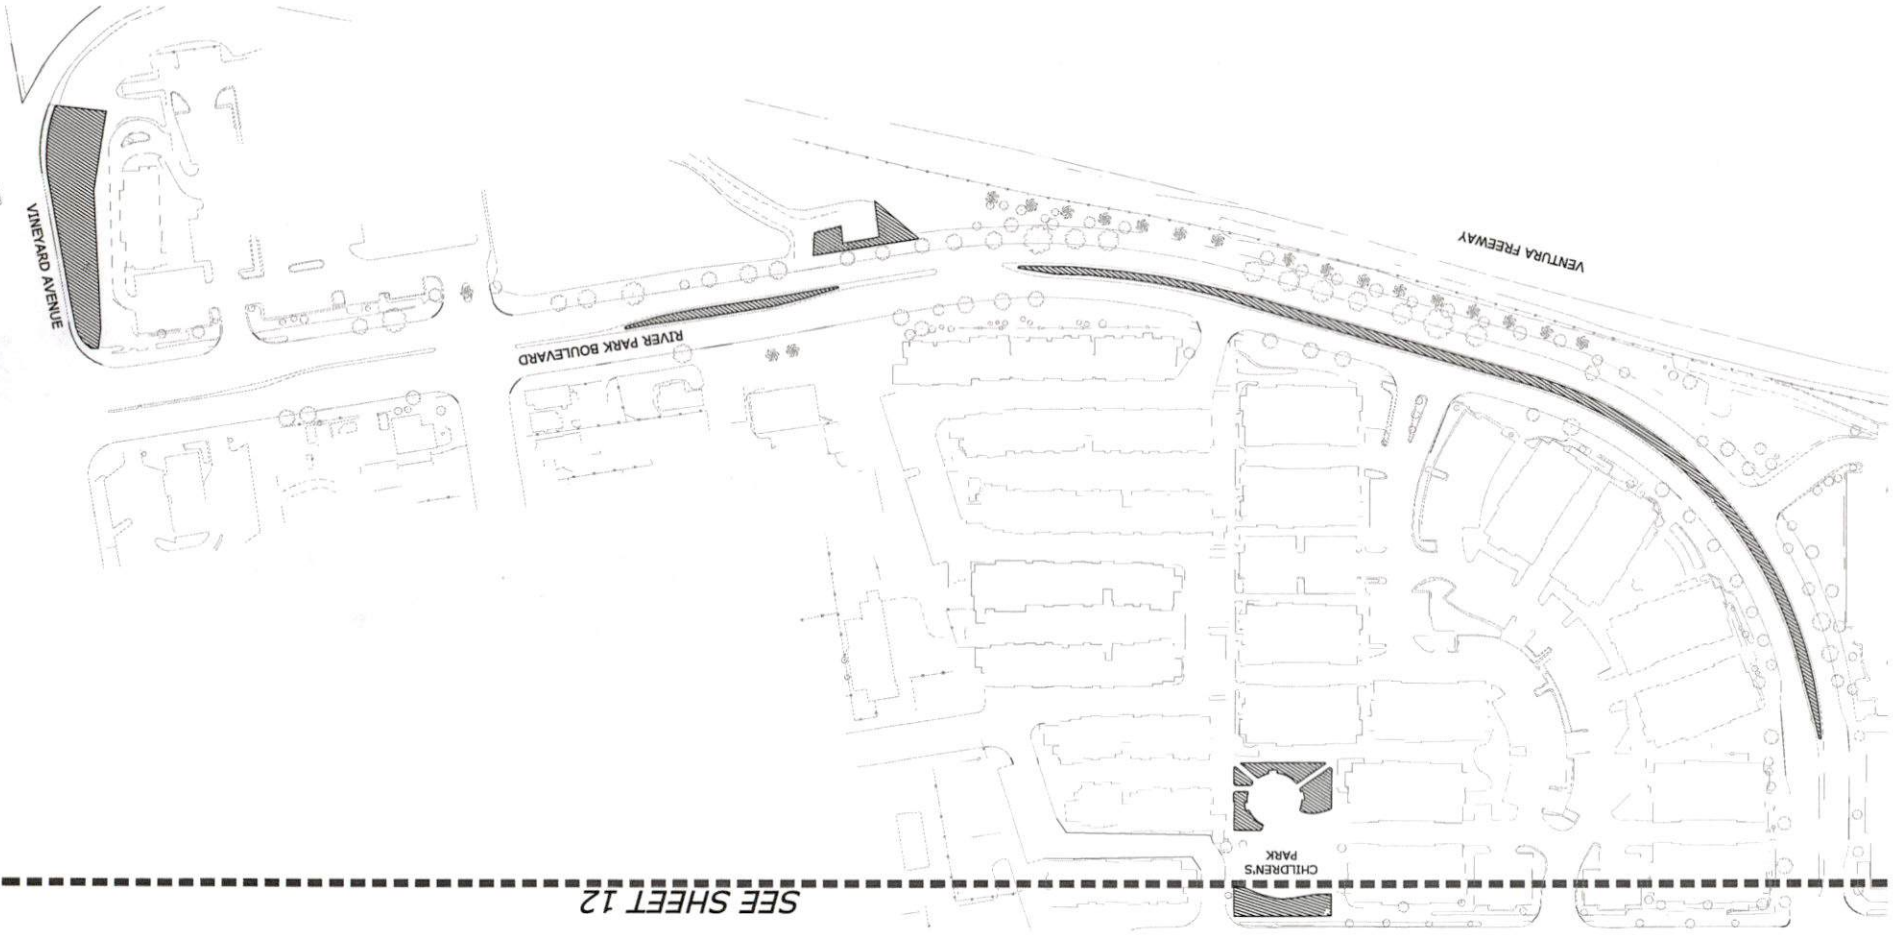 VINEYARD AVENUE
VENTURA FREEWAY
RIVER PARK BOULEVARD
CHILDREN'S
PARK
SEE SHEET 12